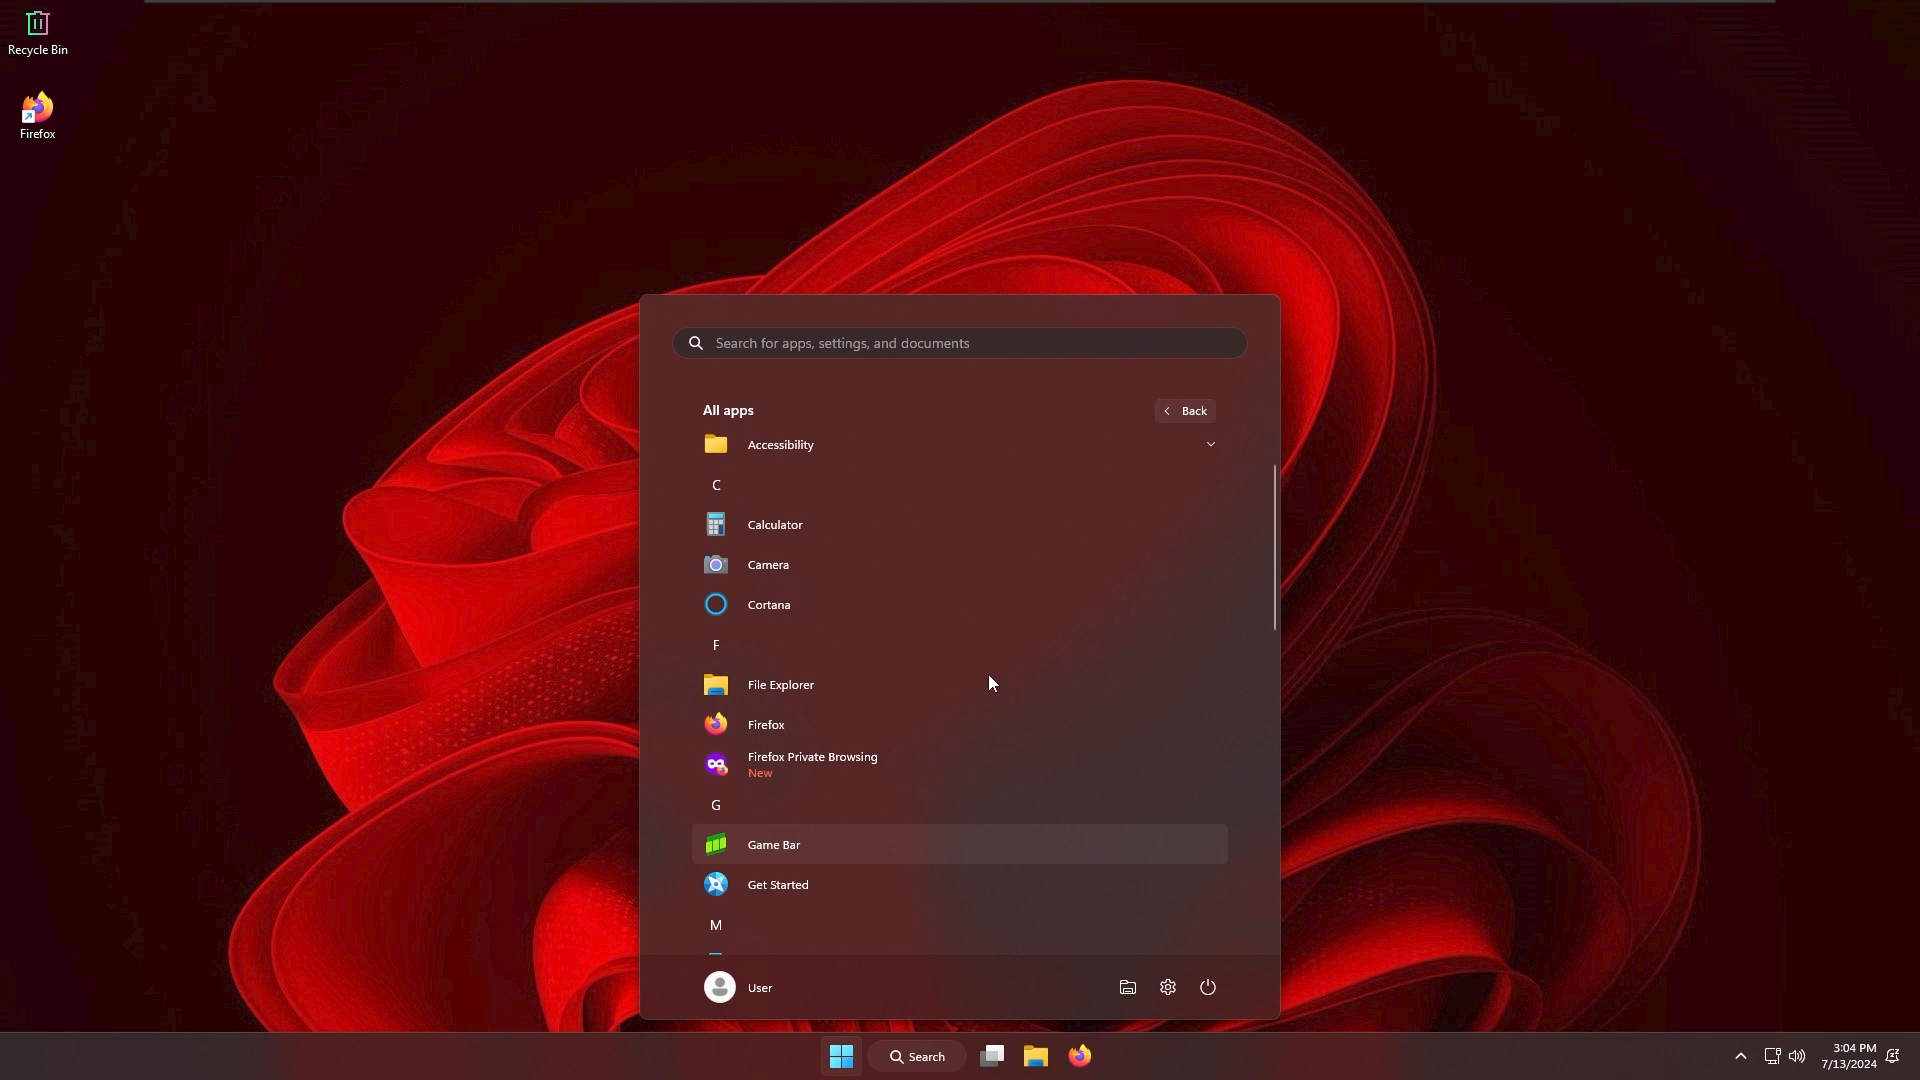 Recycle Bin
Firefox
Search for apps, settings, and documents
All apps
Back
Accessibility
C
Calculator
Camera
Cortana
F
File Explorer
Firefox
Firefox Private Browsing
New
G
Game Bar
Get Started
M
User
Search
3:04 PM
7/13/2024